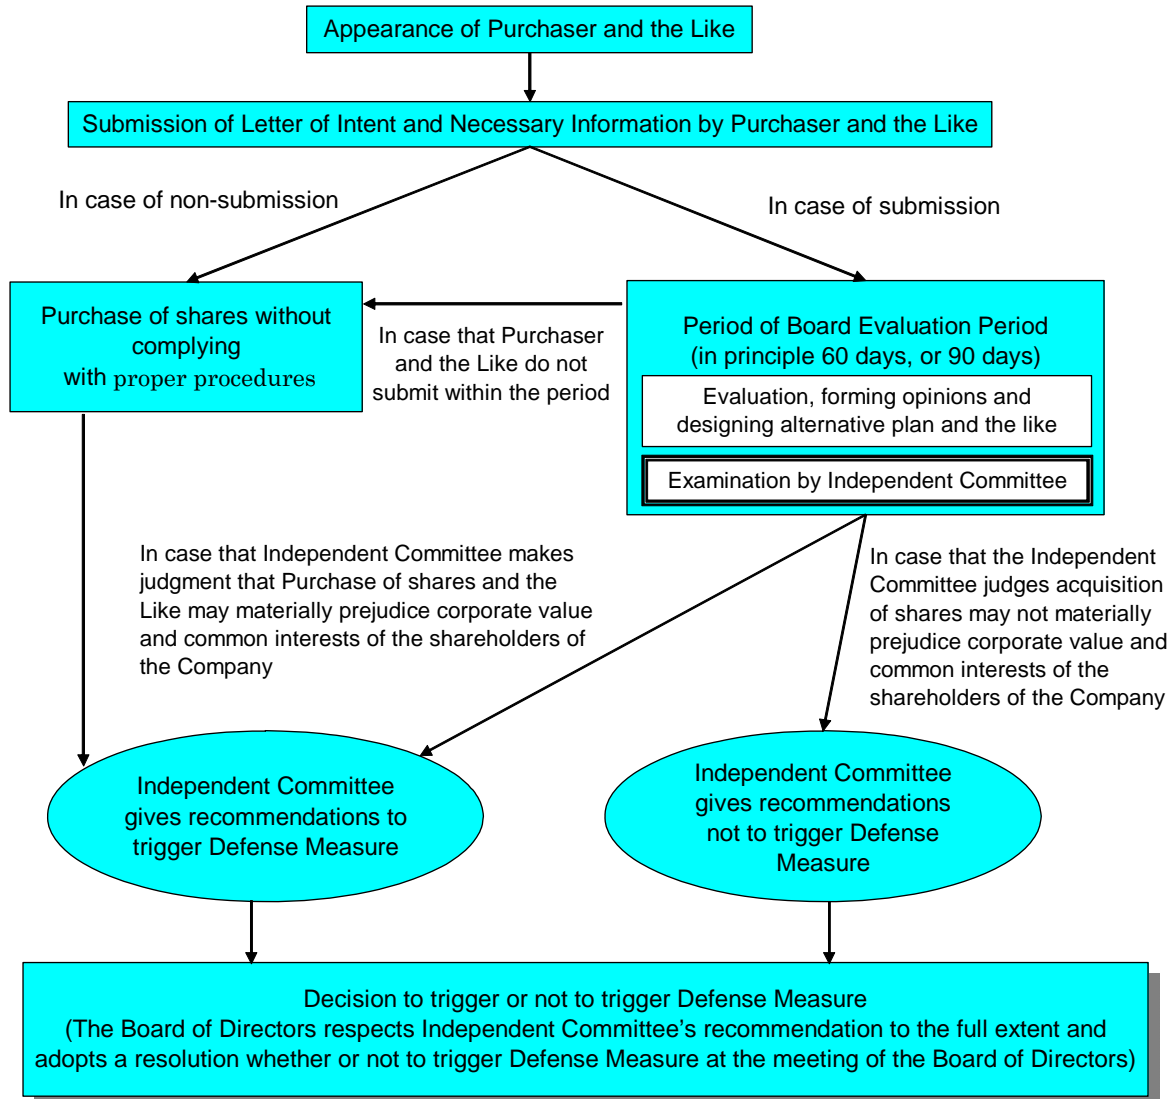 Appearance of Purchaser and the Like
Submission of Letter of Intent and Necessary Information by Purchaser and the Like
In case of non-submission
In case of submission
Purchase of shares without
complying
with proper procedures
In case that Purchaser
and the Like do not
submit within the period
Period of Board Evaluation Period
(in principle 60 days, or 90 days)
Evaluation, forming opinions and
designing alternative plan and the like
Examination by Independent Committee
In case that Independent Committee makes
judgment that Purchase of shares and the
Like may materially prejudice corporate value
and common interests of the shareholders of
the Company
In case that the Independent
Committee judges acquisition
of shares may not materially
prejudice corporate value and
common interests of the
shareholders of the Company
Independent Committee
gives recommendations to
trigger Defense Measure
Independent Committee
gives recommendations
not to trigger Defense
Measure
Decision to trigger or not to trigger Defense Measure
(The Board of Directors respects Independent Committee’s recommendation to the full extent and
adopts a resolution whether or not to trigger Defense Measure at the meeting of the Board of Directors)